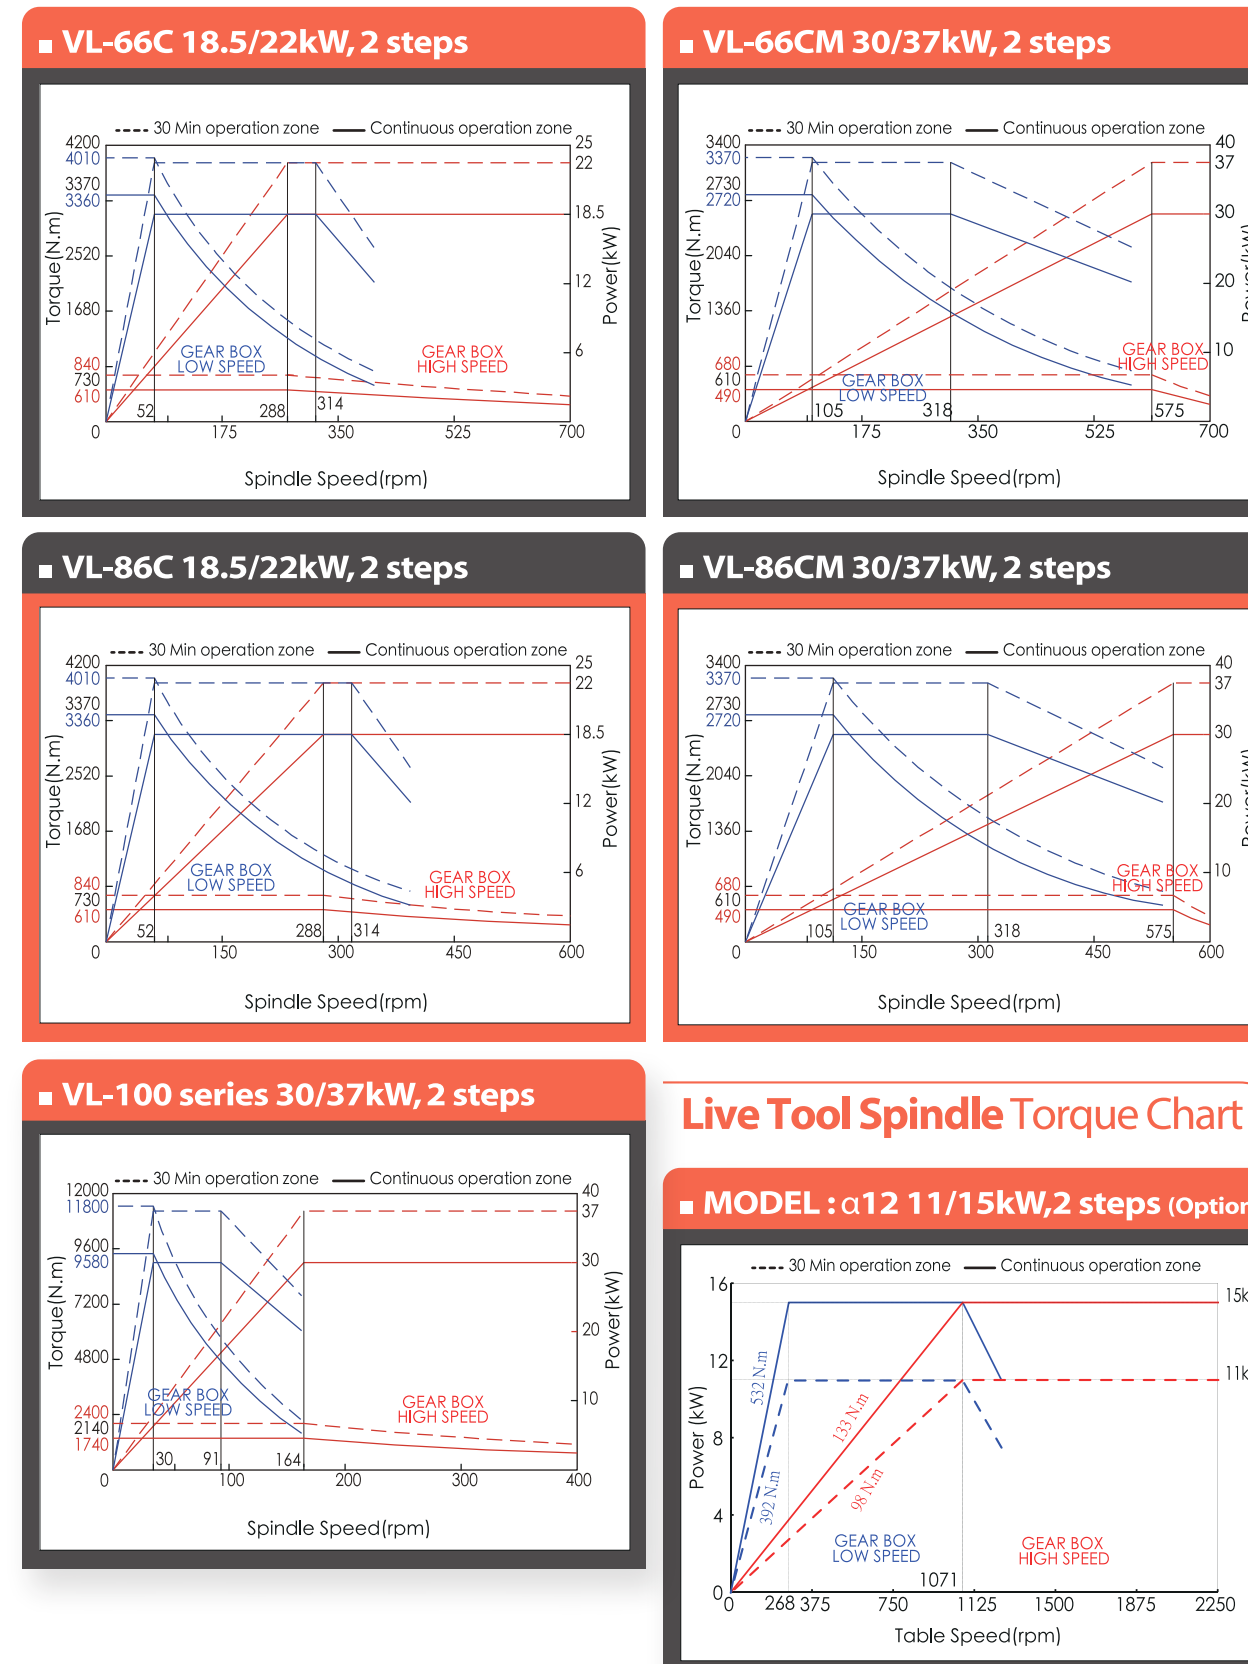 VL-66C 18.5/22kW, 2 steps
30 Min operation zone
Continuous operation zone
4200
4010
3370
3360
2520
1680
840
730
610
Torque(N.m)
25
22
18.5
12
6
Power(kW)
GEAR BOX
LOW SPEED
GEAR BOX
HIGH SPEED
52
288
314
0
175
350
525
700
Spindle Speed(rpm)
VL-66CM 30/37kW, 2 steps
30 Min operation zone
Continuous operation zone
3400
3370
2730
2720
2040
1360
680
610
490
Torque(N.m)
40
37
30
20
10
GEAR BOX
HIGH SPEED
GEAR BOX
LOW SPEED
105
318
575
0
175
350
525
700
Spindle Speed(rpm)
VL-86C 18.5/22kW, 2 steps
30 Min operation zone
Continuous operation zone
4200
4010
3370
3360
2520
1680
840
730
610
Torque(N.m)
25
22
18.5
12
6
Power(kW)
GEAR BOX
LOW SPEED
GEAR BOX
HIGH SPEED
52
288
314
0
150
300
450
600
Spindle Speed(rpm)
VL-86CM 30/37kW, 2 steps
30 Min operation zone
Continuous operation zone
3400
3370
2730
2720
2040
1360
680
610
490
Torque(N.m)
40
37
30
20
10
GEAR BOX
HIGH SPEED
GEAR BOX
LOW SPEED
105
318
575
0
150
300
450
600
Spindle Speed(rpm)
VL-100 series 30/37kW, 2 steps
30 Min operation zone
Continuous operation zone
12000
11800
9600
9580
7200
4800
2400
2140
1740
Torque(N.m)
40
37
30
20
10
Power(kW)
GEAR BOX
LOW SPEED
GEAR BOX
HIGH SPEED
30
91
164
0
100
200
300
400
Spindle Speed(rpm)
Live Tool Spindle Torque Chart
MODEL : α12 11/15kW,2 steps (Option
30 Min operation zone
Continuous operation zone
16
12
8
4
0
Power (kW)
15k
11k
532 N.m
392 N.m
133 N.m
98 N.m
GEAR BOX
LOW SPEED
GEAR BOX
HIGH SPEED
1071
0
268
375
750
1125
1500
1875
2250
Table Speed(rpm)